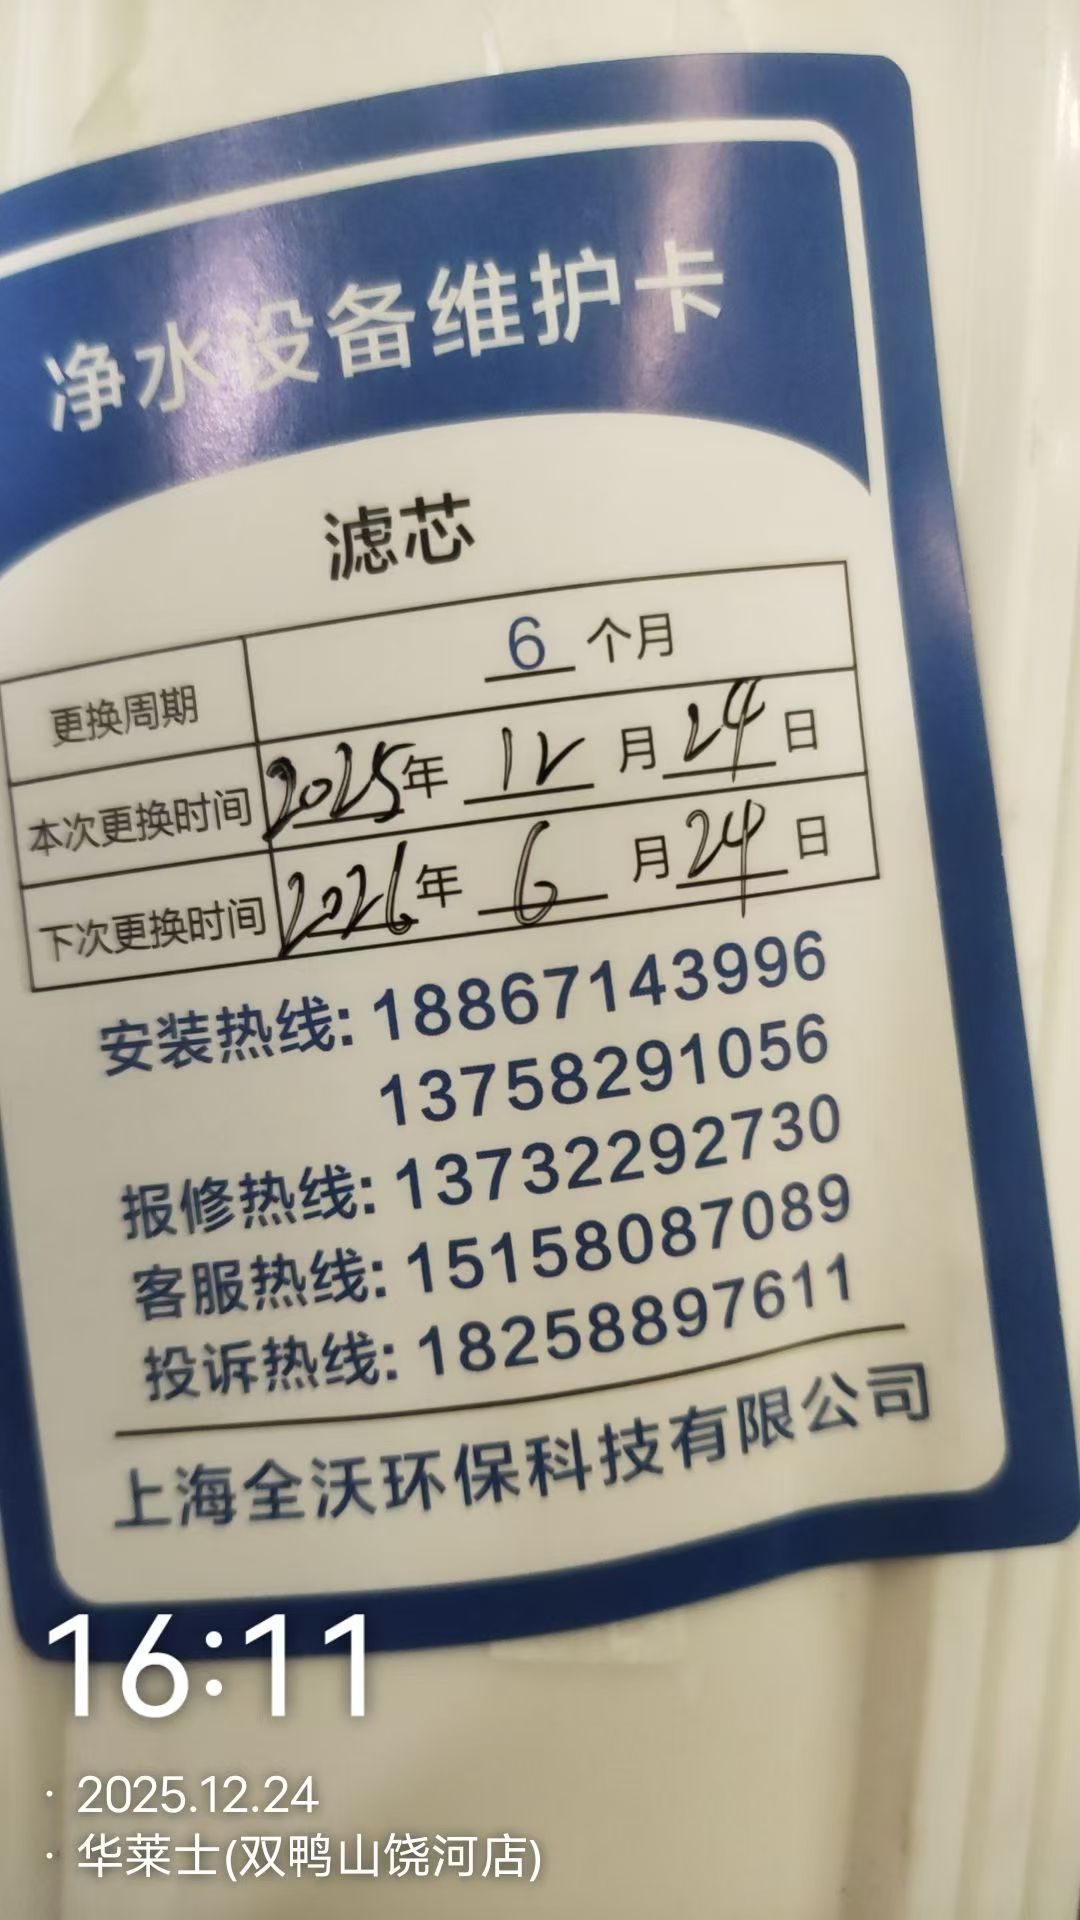 净水设备维护卡
滤芯
更换周期 6 个月
本次更换时间 2025年 12 月 24 日
下次更换时间 2026年 6 月 24 日
安装热线: 18867143996
13758291056
报修热线: 13732292730
客服热线: 15158087089
投诉热线: 18258897611
上海全沃环保科技有限公司
16:11
· 2025.12.24
· 华莱士(双鸭山饶河店)